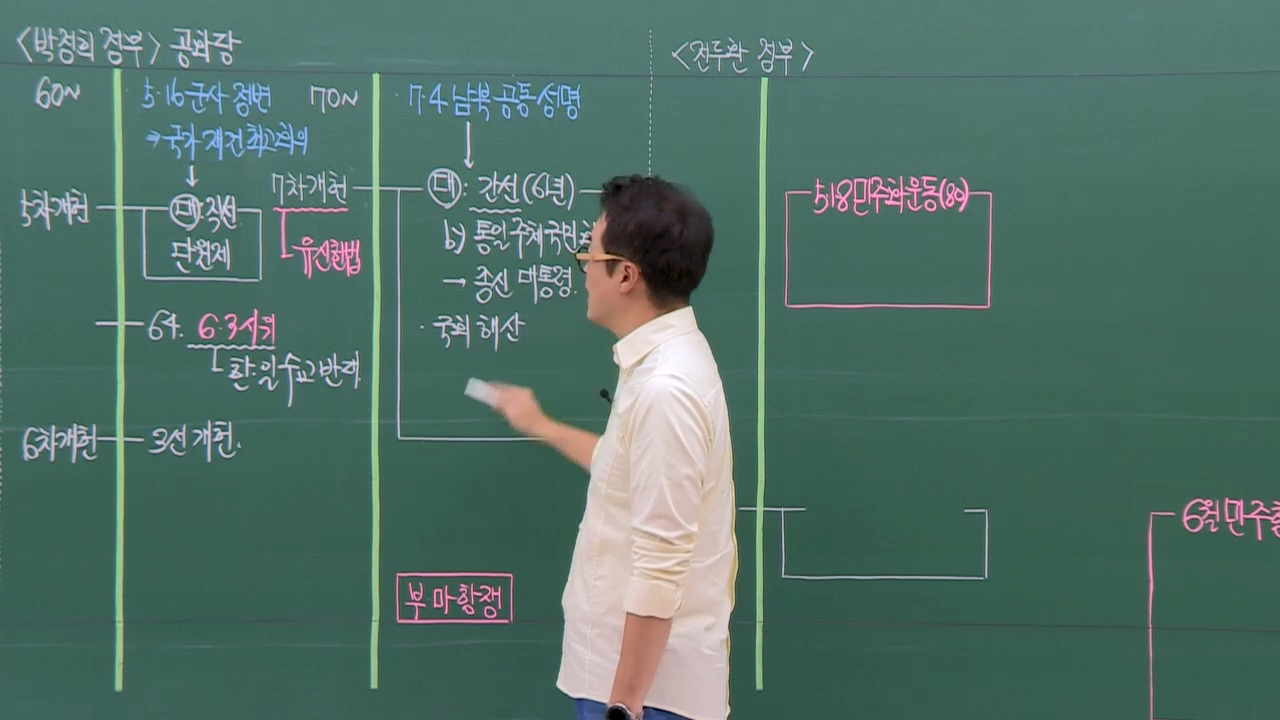 <박정희 정부> 공화당
60~
· 5·16 군사 정변
→ 국가 재건 최고 회의
5차 개헌
대: 직선
단원제
64. 6·3 시위
한·일 수교 반대.
6차 개헌
3선 개헌.
70~
· 7·4 남북 공동 성명
7차 개헌
유신헌법
대: 간선 (6년)
b) 통일 주체 국민
→ 종신 대통령.
· 국회 해산
부마항쟁
<전두환 정부>
5·18 민주화 운동(80)
6월 민주